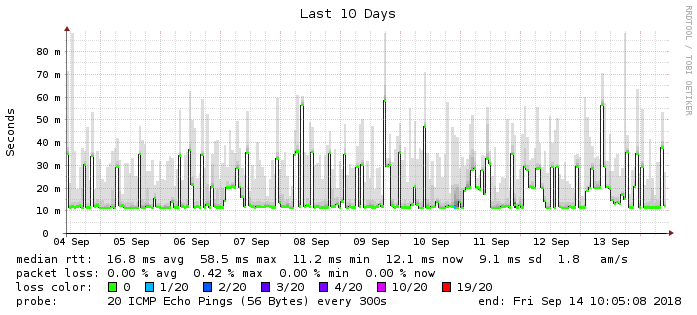 Last 10 Days
RRDTOOL / TOBI OETIKER
Seconds
80 m
70 m
60 m
50 m
40 m
30 m
20 m
10 m
0
04 Sep 05 Sep 06 Sep 07 Sep 08 Sep 09 Sep 10 Sep 11 Sep 12 Sep 13 Sep
median rtt: 16.8 ms avg 58.5 ms max 11.2 ms min 12.1 ms now 9.1 ms sd 1.8 am/s
packet loss: 0.00 % avg 0.42 % max 0.00 % min 0.00 % now
loss color: 0 1/20 2/20 3/20 4/20 10/20 19/20
probe: 20 ICMP Echo Pings (56 Bytes) every 300s end: Fri Sep 14 10:05:08 2018